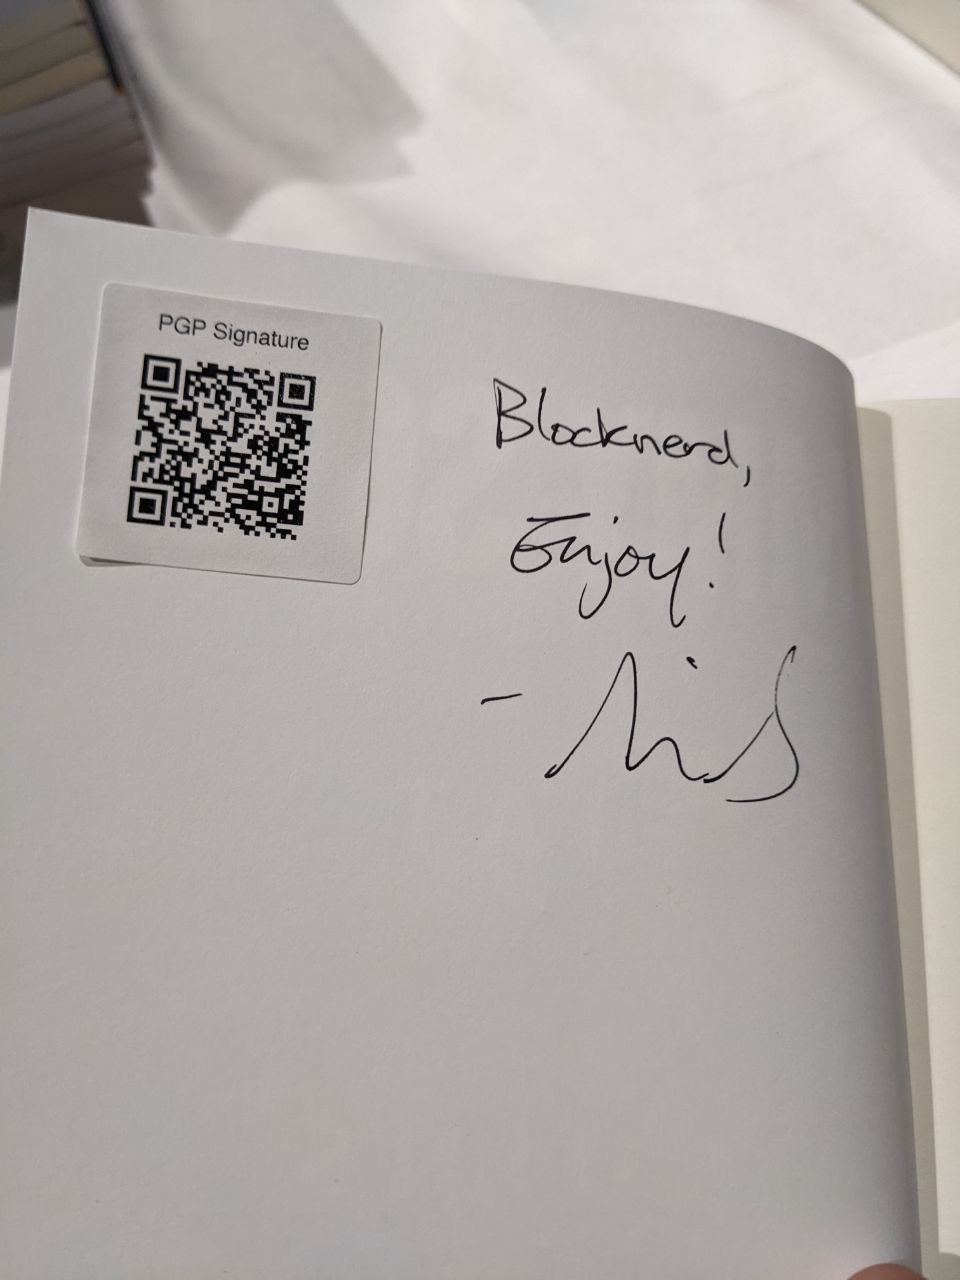 PGP Signature
Blocknerd,
Enjoy!